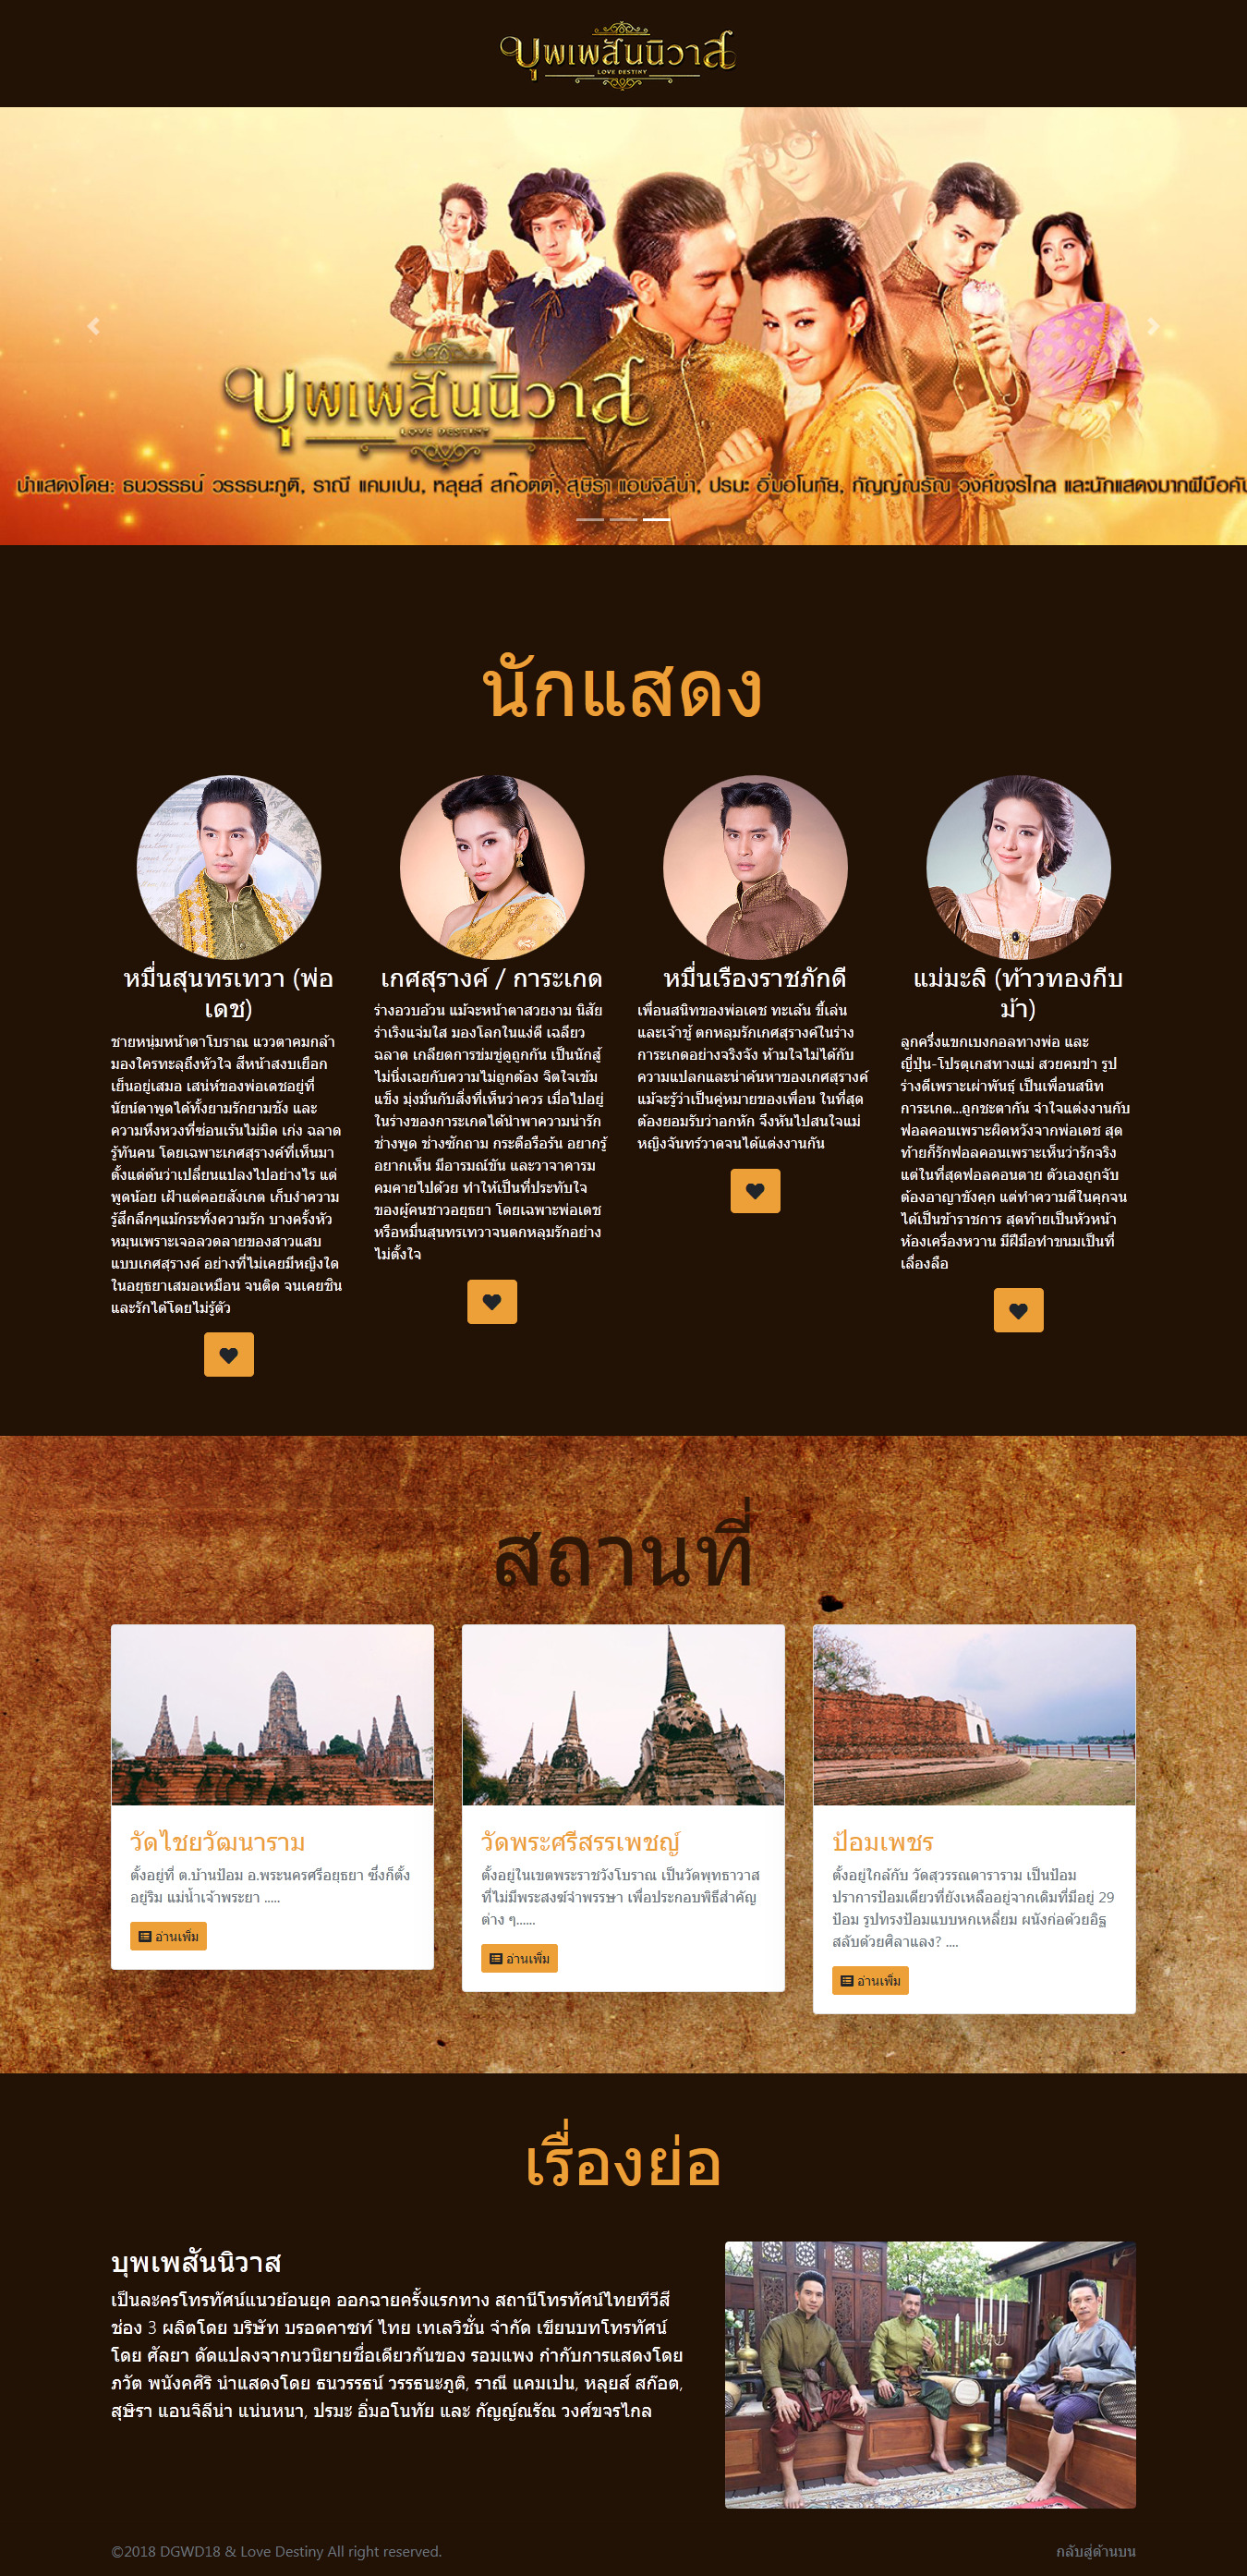 บุพเพสันนิวาส
LOVE DESTINY
บุพเพสันนิวาส
LOVE DESTINY
นำแสดงโดย: ธนวรรธน์ วรรธนะภูติ, ราณี แคมเปน, หลุยส์ สก๊อตต์, สุษิรา แอนจิลีน่า, ปรมะ อิ่มอโนทัย, กัญญ์ณรัณ วงศ์ขจรไกล และนักแสดงมากฝีมือคับ
นักแสดง
หมื่นสุนทรเทวา (พ่อ
เดช)
ชายหนุ่มหน้าตาโบราณ แววตาคมกล้า
มองใครทะลุถึงหัวใจ สีหน้าสงบเยือก
เย็นอยู่เสมอ เสน่ห์ของพ่อเดชอยู่ที่
นัยน์ตาพูดได้ทั้งยามรักยามชัง และ
ความหึงหวงที่ซ่อนเร้นไม่มิด เก่ง ฉลาด
รู้ทันคน โดยเฉพาะเกศสุรางค์ที่เห็นมา
ตั้งแต่ต้นว่าเปลี่ยนแปลงไปอย่างไร แต่
พูดน้อย เฝ้าแต่คอยสังเกต เก็บงำความ
รู้สึกลึกๆแม้กระทั่งความรัก บางครั้งหัว
หมุนเพราะเจอลวดลายของสาวแสบ
แบบเกศสุรางค์ อย่างที่ไม่เคยมีหญิงใด
ในอยุธยาเสมอเหมือน จนติด จนเคยชิน
และรักได้โดยไม่รู้ตัว
เกศสุรางค์ / การะเกด
ร่างอวบอ้วน แม้จะหน้าตาสวยงาม นิสัย
ร่าเริงแจ่มใส มองโลกในแง่ดี เฉลียว
ฉลาด เกลียดการข่มขู่ดูถูกกัน เป็นนักสู้
ไม่นิ่งเฉยกับความไม่ถูกต้อง จิตใจเข้ม
แข็ง มุ่งมั่นกับสิ่งที่เห็นว่าควร เมื่อไปอยู่
ในร่างของการะเกดได้นำพาความน่ารัก
ช่างพูด ช่างซักถาม กระตือรือร้น อยากรู้
อยากเห็น มีอารมณ์ขัน และวาจาคารม
คมคายไปด้วย ทำให้เป็นที่ประทับใจ
ของผู้คนชาวอยุธยา โดยเฉพาะพ่อเดช
หรือหมื่นสุนทรเทวาจนตกหลุมรักอย่าง
ไม่ตั้งใจ
หมื่นเรืองราชภักดี
เพื่อนสนิทของพ่อเดช ทะเล้น ขี้เล่น
และเจ้าชู้ ตกหลุมรักเกศสุรางค์ในร่าง
การะเกดอย่างจริงจัง ห้ามใจไม่ได้กับ
ความแปลกและน่าค้นหาของเกศสุรางค์
แม้จะรู้ว่าเป็นคู่หมายของเพื่อน ในที่สุด
ต้องยอมรับว่าอกหัก จึงหันไปสนใจแม่
หญิงจันทร์วาดจนได้แต่งงานกัน
แม่มะลิ (ท้าวทองกีบ
ม้า)
ลูกครึ่งแขกเบงกอลทางพ่อ และ
ญี่ปุ่น-โปรตุเกสทางแม่ สวยคมขำ รูป
ร่างดีเพราะเผ่าพันธุ์ เป็นเพื่อนสนิท
การะเกด...ถูกชะตากัน จำใจแต่งงานกับ
ฟอลคอนเพราะผิดหวังจากพ่อเดช สุด
ท้ายก็รักฟอลคอนเพราะเห็นว่ารักจริง
แต่ในที่สุดฟอลคอนตาย ตัวเองถูกจับ
ต้องอาญาขังคุก แต่ทำความดีในคุกจน
ได้เป็นข้าราชการ สุดท้ายเป็นหัวหน้า
ห้องเครื่องหวาน มีฝีมือทำขนมเป็นที่
เลื่องลือ
สถานที่
วัดไชยวัฒนาราม
ตั้งอยู่ที่ ต.บ้านป้อม อ.พระนครศรีอยุธยา ซึ่งก็ตั้ง
อยู่ริม แม่น้ำเจ้าพระยา .....
อ่านเพิ่ม
วัดพระศรีสรรเพชญ์
ตั้งอยู่ในเขตพระราชวังโบราณ เป็นวัดพุทธาวาส
ที่ไม่มีพระสงฆ์จำพรรษา เพื่อประกอบพิธีสำคัญ
ต่าง ๆ......
อ่านเพิ่ม
ป้อมเพชร
ตั้งอยู่ใกล้กับ วัดสุวรรณดาราราม เป็นป้อม
ปราการป้อมเดียวที่ยังเหลืออยู่จากเดิมที่มีอยู่ 29
ป้อม รูปทรงป้อมแบบหกเหลี่ยม ผนังก่อด้วยอิฐ
สลับด้วยศิลาแลง? ....
อ่านเพิ่ม
เรื่องย่อ
บุพเพสันนิวาส
เป็นละครโทรทัศน์แนวย้อนยุค ออกฉายครั้งแรกทาง สถานีโทรทัศน์ไทยทีวีสี
ช่อง 3 ผลิตโดย บริษัท บรอดคาซท์ ไทย เทเลวิชั่น จำกัด เขียนบทโทรทัศน์
โดย ศัลยา ดัดแปลงจากนวนิยายชื่อเดียวกันของ รอมแพง กำกับการแสดงโดย
ภวัต พนังคศิริ นำแสดงโดย ธนวรรธน์ วรรธนะภูติ, ราณี แคมเปน, หลุยส์ สก๊อต,
สุษิรา แอนจิลีน่า แน่นหนา, ปรมะ อิ่มอโนทัย และ กัญญ์ณรัณ วงศ์ขจรไกล
©2018 DGWD18 & Love Destiny All right reserved.
กลับสู่ด้านบน